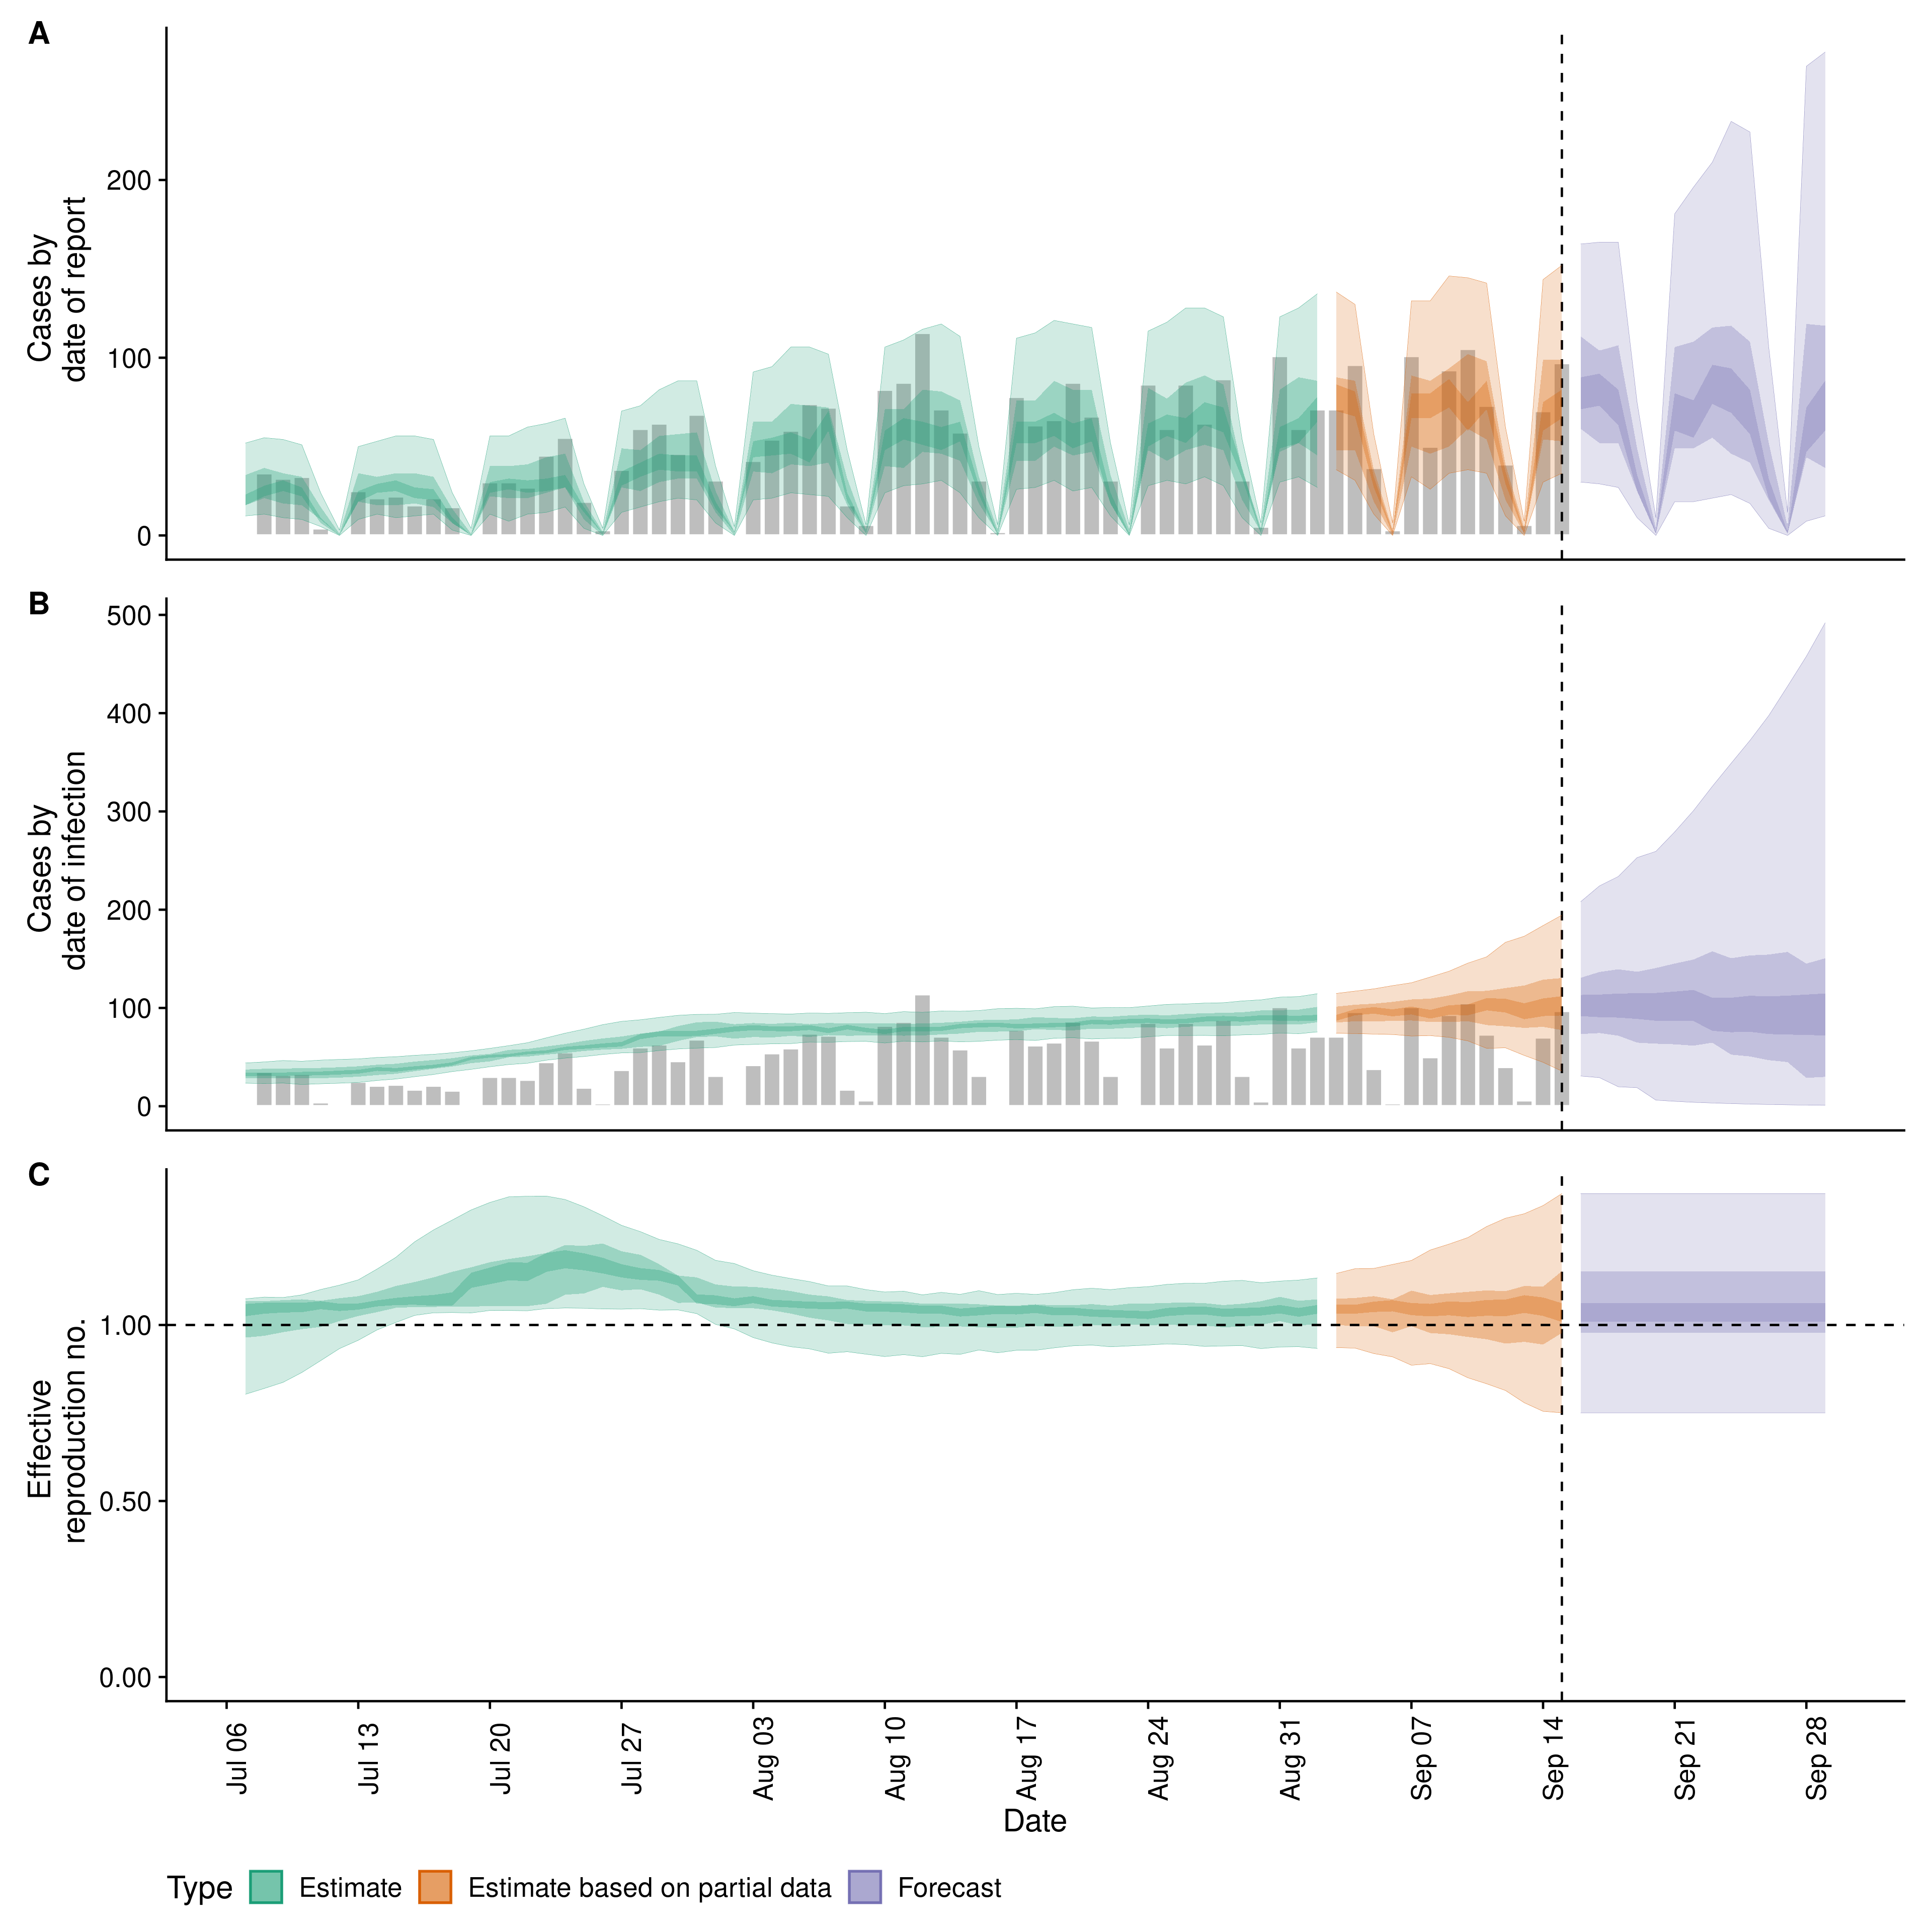 A
Cases by
date of report
200
100
0
B
Cases by
date of infection
500
400
300
200
100
0
C
Effective
reproduction no.
1.00
0.50
0.00
Jul 06
Jul 13
Jul 20
Jul 27
Aug 03
Aug 10
Aug 17
Aug 24
Aug 31
Sep 07
Sep 14
Sep 21
Sep 28
Date
Type Estimate Estimate based on partial data Forecast